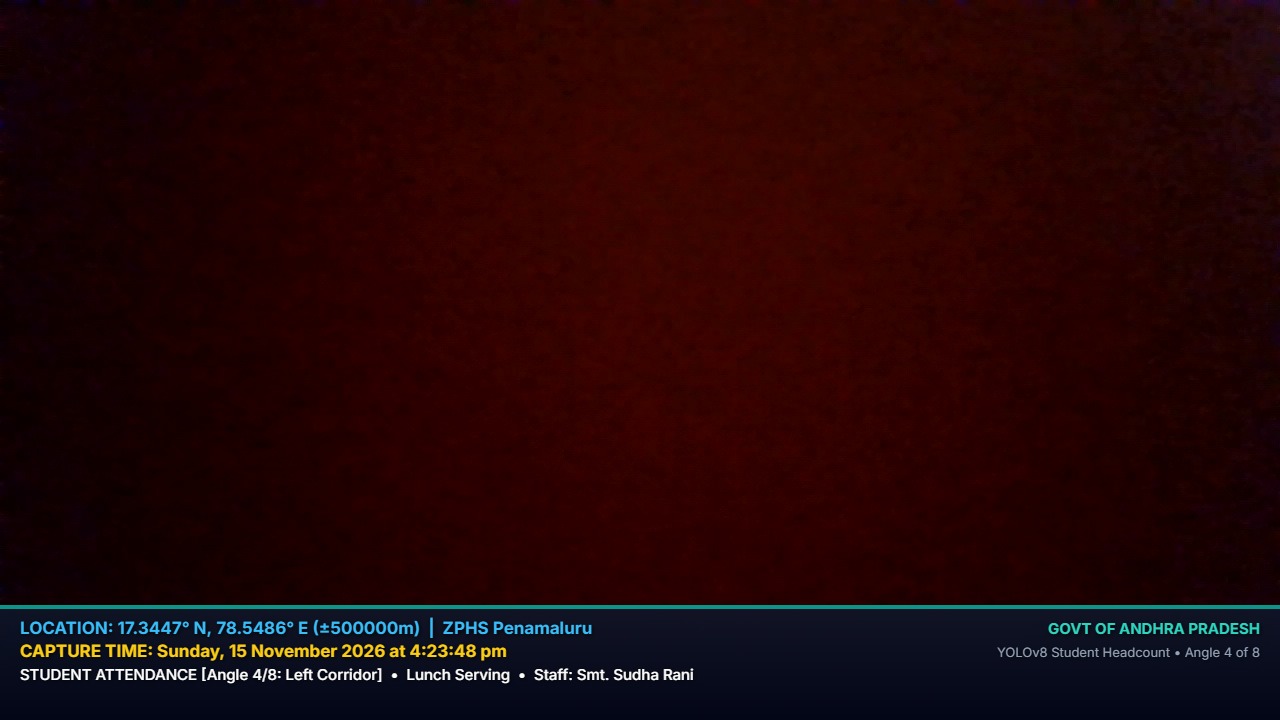 LOCATION: 17.3447° N, 78.5486° E (±500000m) | ZPHS Penamaluru
CAPTURE TIME: Sunday, 15 November 2026 at 4:23:48 pm
STUDENT ATTENDANCE [Angle 4/8: Left Corridor] • Lunch Serving • Staff: Smt. Sudha Rani
GOVT OF ANDHRA PRADESH
YOLOv8 Student Headcount • Angle 4 of 8